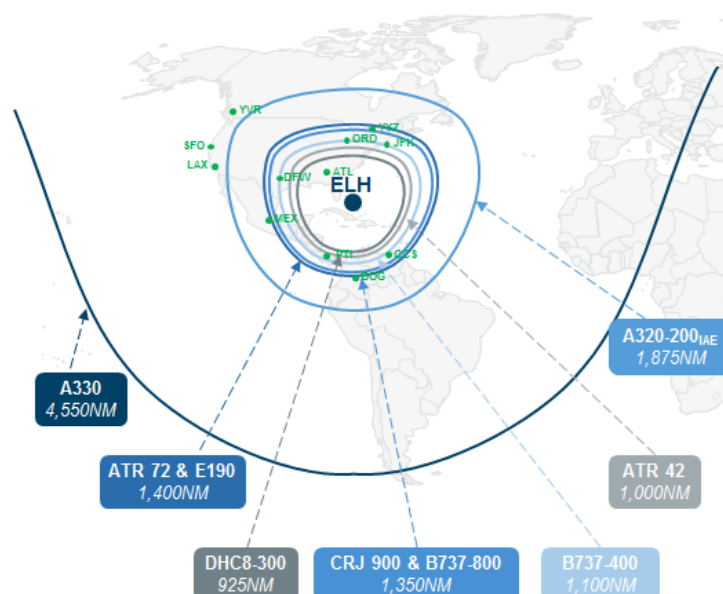 YVR
YYZ
ORD
JFK
SFO
LAX
DFW
ATL
ELH
MEX
PTY
CCS
BOG
A320-200IAE
1,875NM
A330
4,550NM
ATR 72 & E190
1,400NM
ATR 42
1,000NM
DHC8-300
925NM
CRJ 900 & B737-800
1,350NM
B737-400
1,100NM